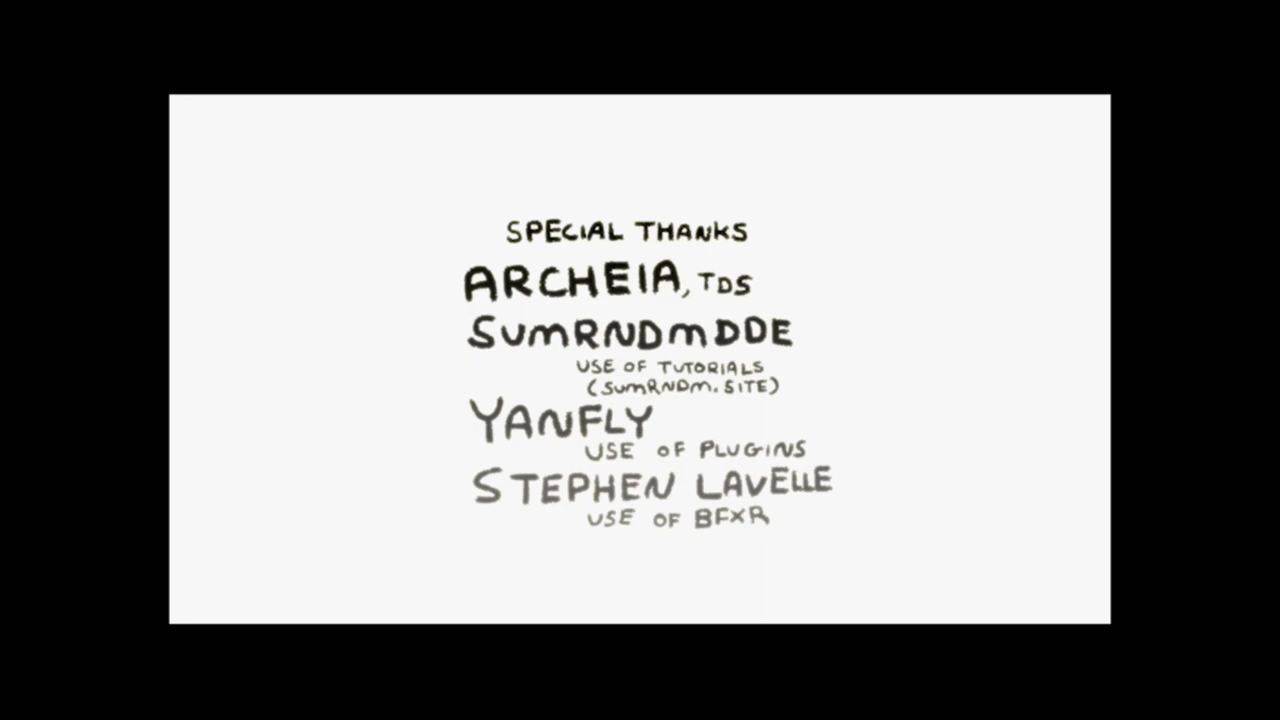 SPECIAL THANKS
ARCHEIA, TDS
SUMRNDMDDE
USE OF TUTORIALS
(SUMRNDM.SITE)
YANFLY
USE OF PLUGINS
STEPHEN LAVELLE
USE OF BFXR